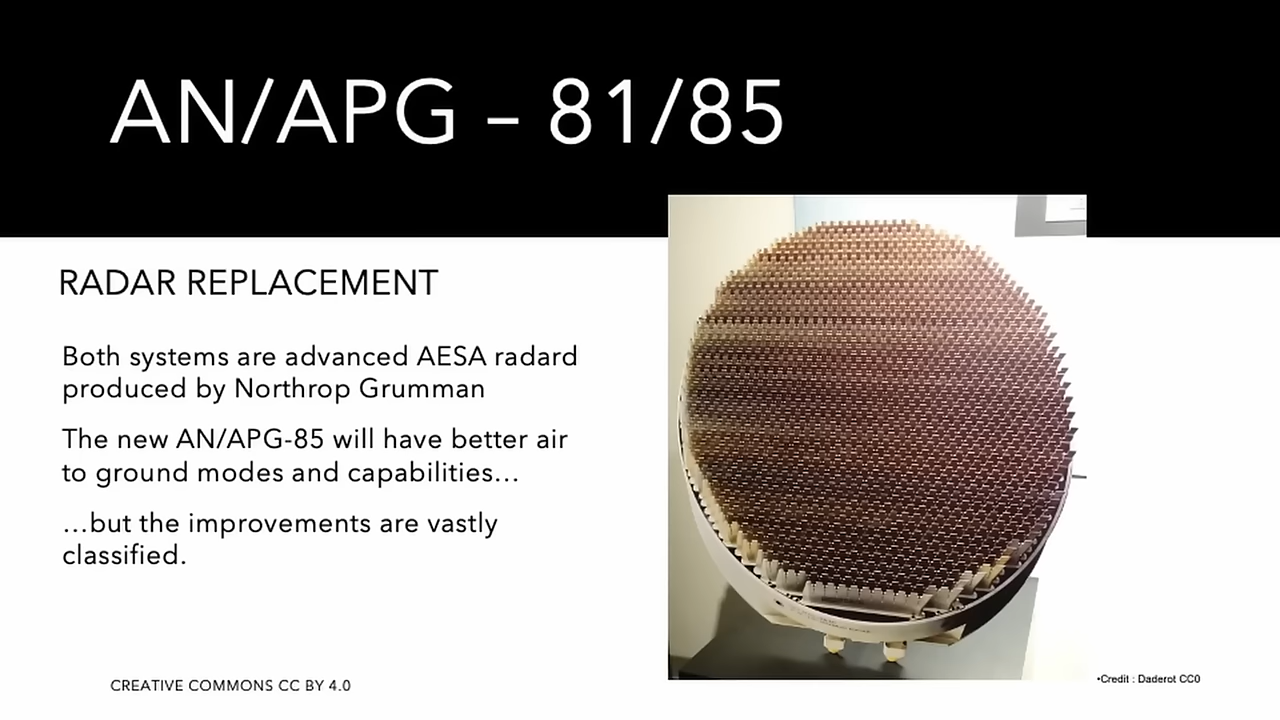 AN/APG – 81/85
RADAR REPLACEMENT
Both systems are advanced AESA radard
produced by Northrop Grumman
The new AN/APG-85 will have better air
to ground modes and capabilities…
…but the improvements are vastly
classified.
CREATIVE COMMONS CC BY 4.0
•Credit : Daderot CC0